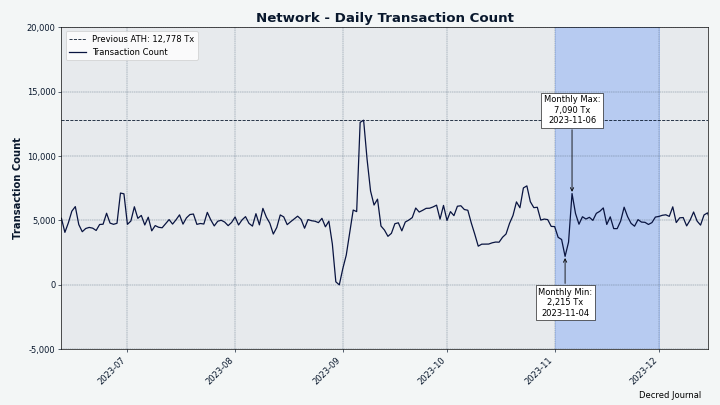 Network - Daily Transaction Count
Previous ATH: 12,778 Tx
Transaction Count
Transaction Count
20,000
15,000
10,000
5,000
0
-5,000
Monthly Max:
7,090 Tx
2023-11-06
Monthly Min:
2,215 Tx
2023-11-04
2023-07
2023-08
2023-09
2023-10
2023-11
2023-12
Decred Journal